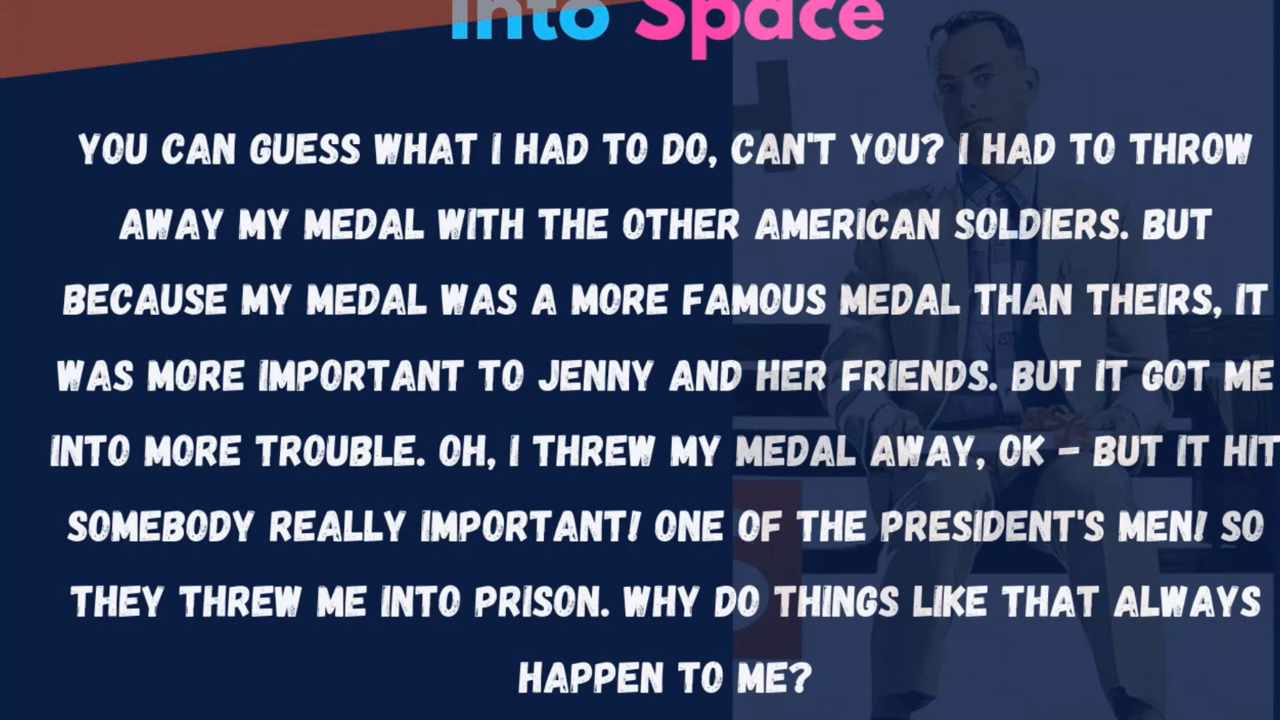 into Space
YOU CAN GUESS WHAT I HAD TO DO, CAN'T YOU? I HAD TO THROW
AWAY MY MEDAL WITH THE OTHER AMERICAN SOLDIERS. BUT
BECAUSE MY MEDAL WAS A MORE FAMOUS MEDAL THAN THEIRS, IT
WAS MORE IMPORTANT TO JENNY AND HER FRIENDS. BUT IT GOT ME
INTO MORE TROUBLE. OH, I THREW MY MEDAL AWAY, OK – BUT IT HIT
SOMEBODY REALLY IMPORTANT! ONE OF THE PRESIDENT'S MEN! SO
THEY THREW ME INTO PRISON. WHY DO THINGS LIKE THAT ALWAYS
HAPPEN TO ME?